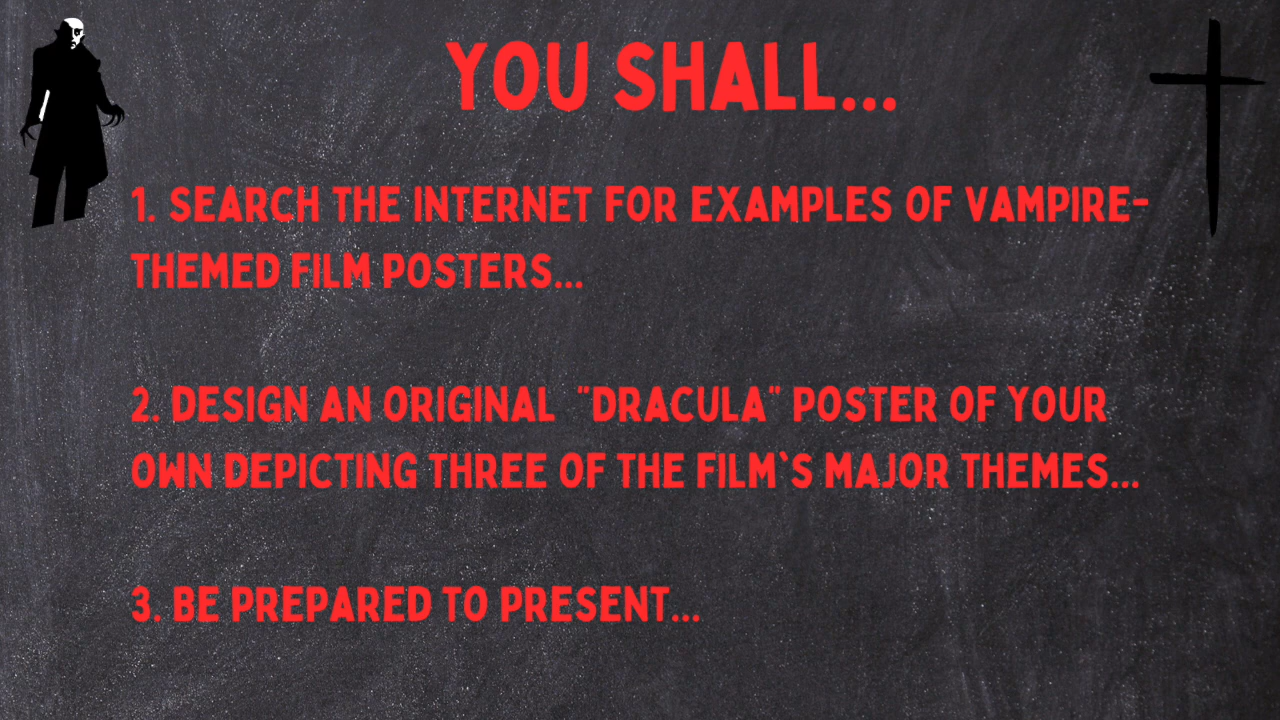 YOU SHALL...
1. SEARCH THE INTERNET FOR EXAMPLES OF VAMPIRE-
THEMED FILM POSTERS...
2. DESIGN AN ORIGINAL "DRACULA" POSTER OF YOUR
OWN DEPICTING THREE OF THE FILM`S MAJOR THEMES...
3. BE PREPARED TO PRESENT...